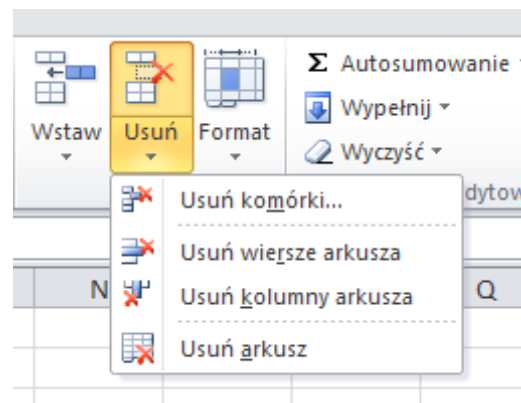 Σ Autosumowanie
Wypełnij
Wyczyść
Wstaw Usuń Format
Usuń komórki...
Usuń wiersze arkusza
Usuń kolumny arkusza
Usuń arkusz
N Q